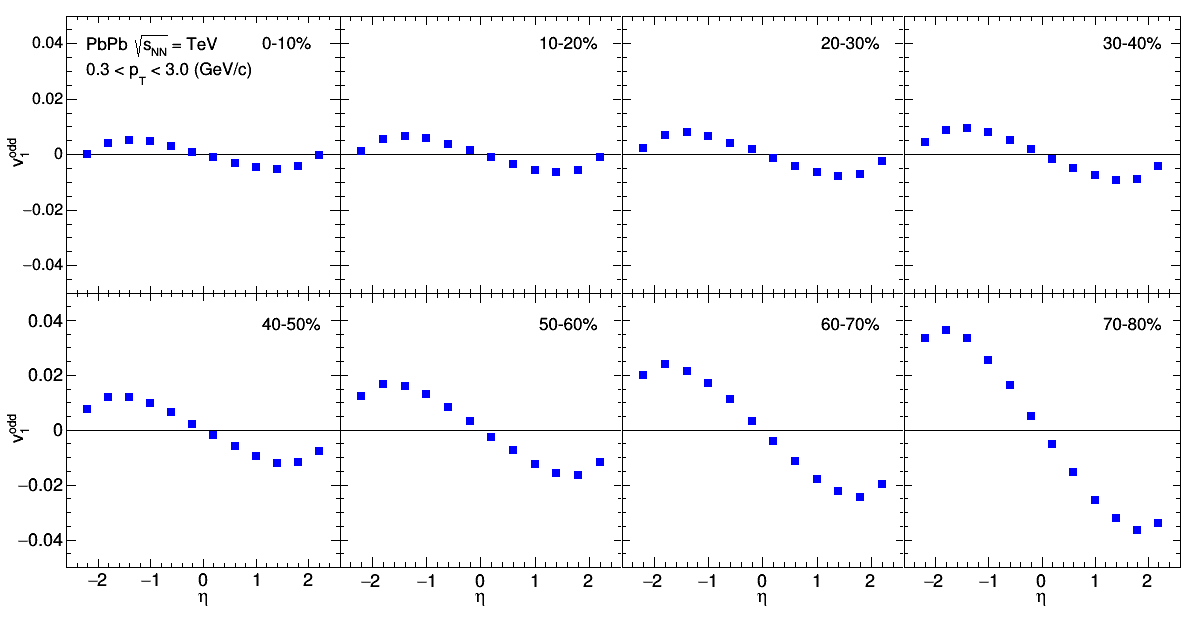 PbPb √sNN = TeV 0-10%
0.3 < pT < 3.0 (GeV/c)
10-20%
20-30%
30-40%
0.04
0.02
0
−0.02
−0.04
v1odd
40-50%
50-60%
60-70%
70-80%
0.04
0.02
0
−0.02
−0.04
v1odd
−2 −1 0 1 2
η
−2 −1 0 1 2
η
−2 −1 0 1 2
η
−2 −1 0 1 2
η